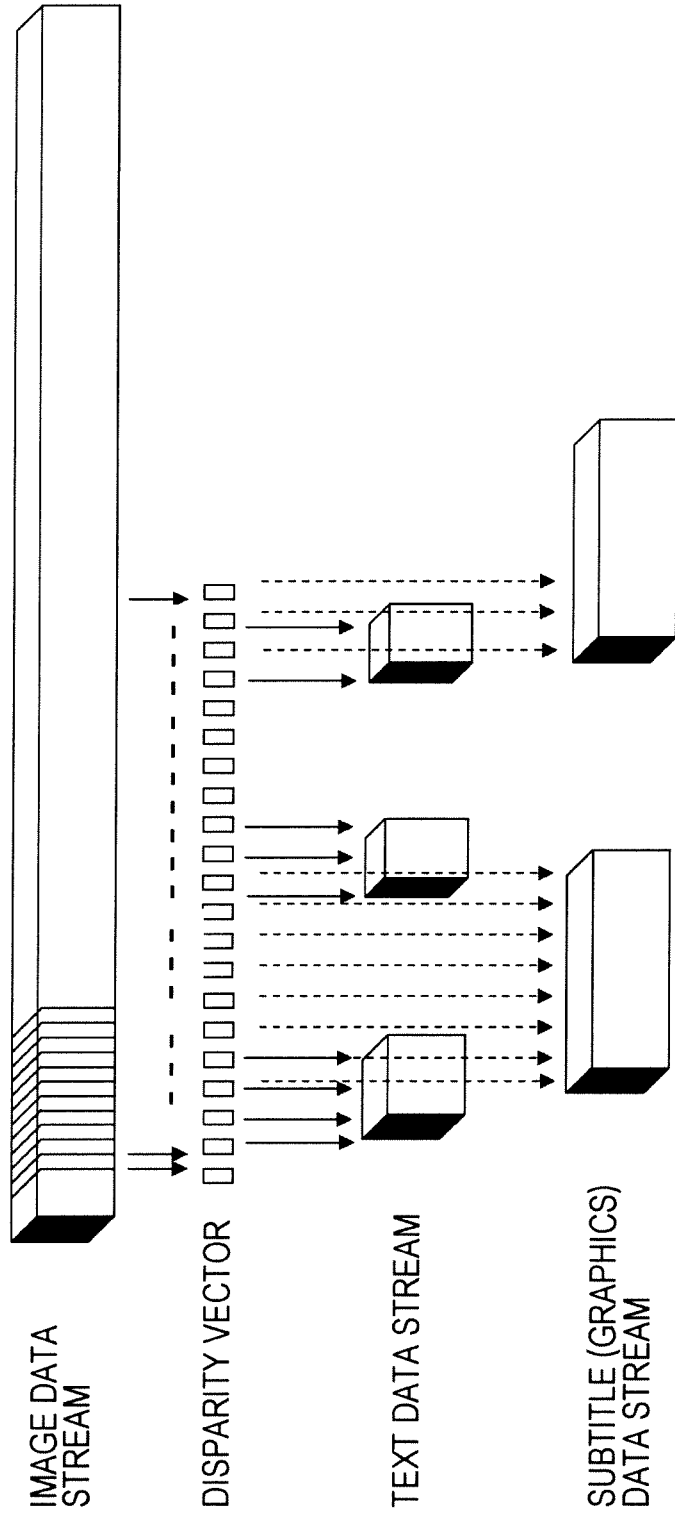 IMAGE DATA
STREAM
DISPARITY VECTOR
TEXT DATA STREAM
SUBTITLE (GRAPHICS)
DATA STREAM